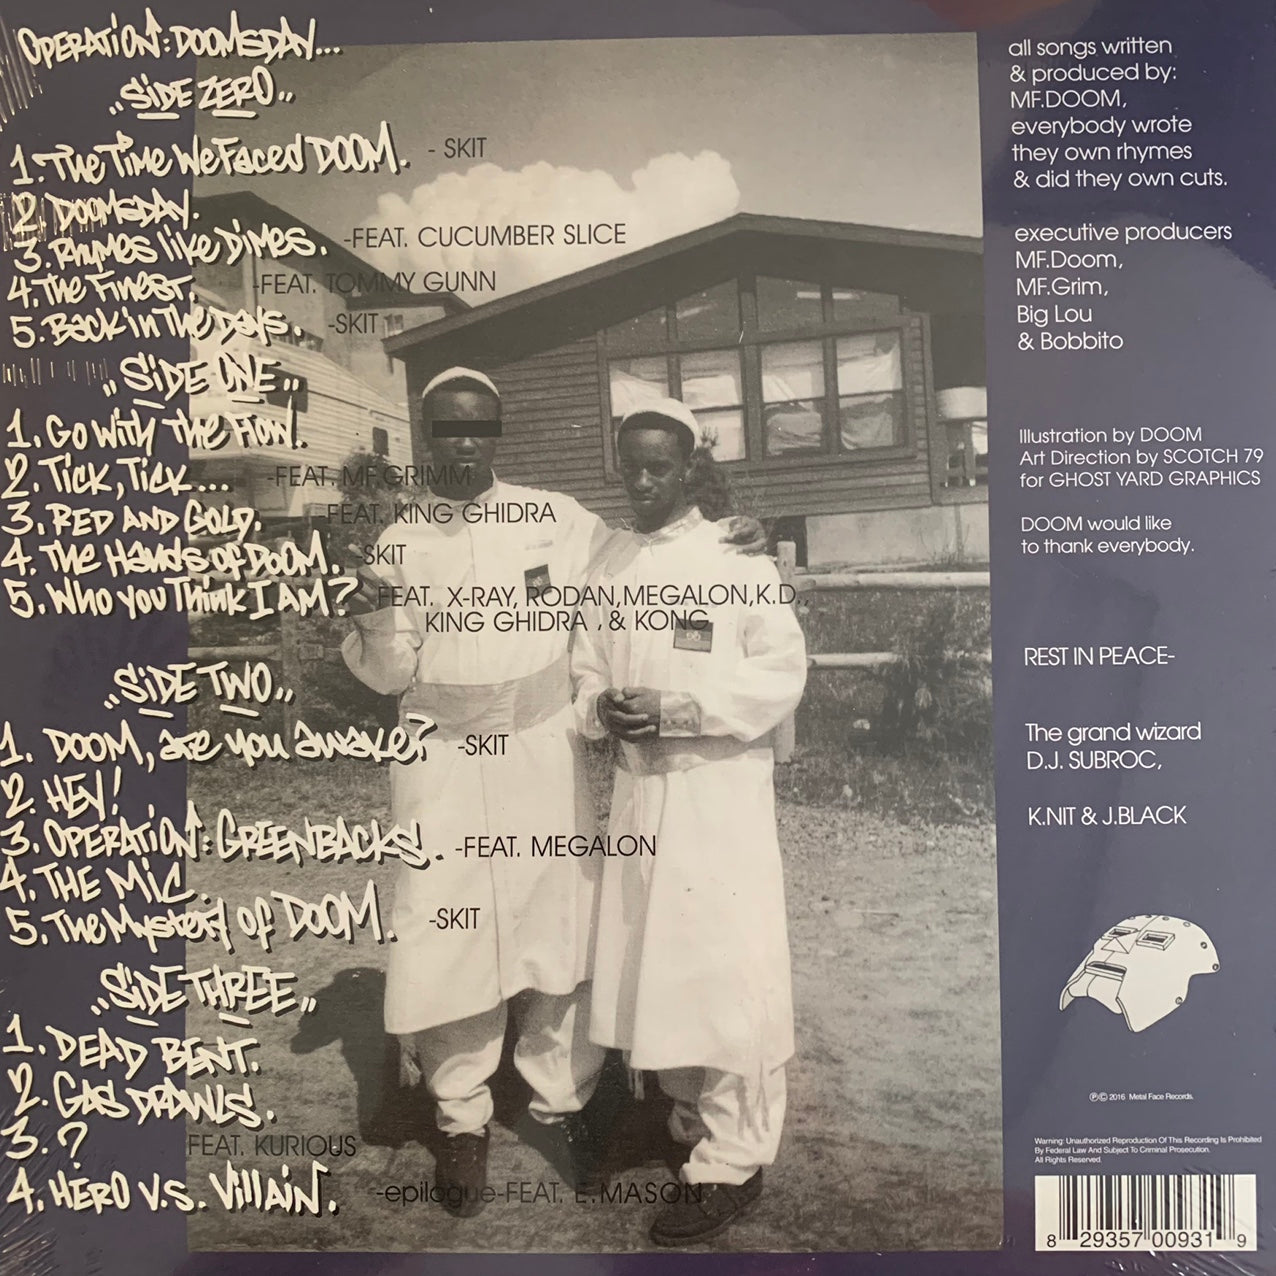 OPERATION: DOOMSDAY...
,,SIDE ZERO,,
1. The Time We Faced DOOM. - SKIT
2. DOOMSDAY.
3. Rhymes like Dimes. -FEAT. CUCUMBER SLICE
4. The Finest. -FEAT. TOMMY GUNN
5. Back in The Days. -SKIT
,,SIDE ONE,,
1. Go With The Flow.
2. Tick, Tick... -FEAT. MF.GRIMM
3. RED AND GOLD. FEAT. KING GHIDRA
4. The Hands of DOOM. -SKIT
5. Who you Think I AM? FEAT. X-RAY, RODAN,MEGALON,K.D.,
KING GHIDRA , & KONG
,,SIDE TWO,,
1. DOOM, are you awake? -SKIT
2. HEY!
3. OPERATION: GREENBACKS. -FEAT. MEGALON
4. THE MIC.
5. The Mystery of DOOM. -SKIT
,,SIDE THREE,,
1. DEAD BENT.
2. GAS DRAWLS.
3. ?
FEAT. KURIOUS
4. HERO V.S. VillAiN. -epilogue-FEAT. E.MASON
all songs written
& produced by:
MF.DOOM,
everybody wrote
they own rhymes
& did they own cuts.
executive producers
MF.Doom,
MF.Grim,
Big Lou
& Bobbito
Illustration by DOOM
Art Direction by SCOTCH 79
for GHOST YARD GRAPHICS
DOOM would like
to thank everybody.
REST IN PEACE-
The grand wizard
D.J. SUBROC,
K.NIT & J.BLACK
℗© 2016 Metal Face Records.
Warning: Unauthorized Reproduction Of This Recording Is Prohibited
By Federal Law And Subject To Criminal Prosecution.
All Rights Reserved.
8 29357 00931 9